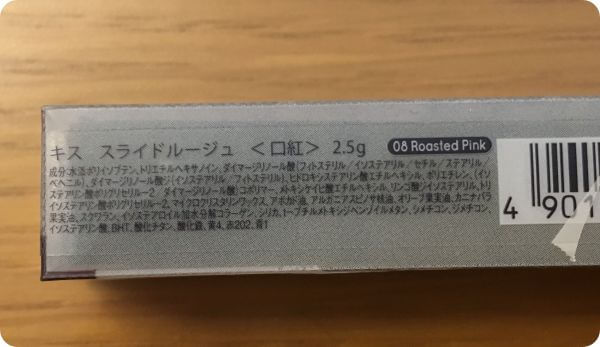 キス スライドルージュ <口紅> 2.5g 08 Roasted Pink
成分:水添ポリイソブテン, トリエチルヘキサノイン, ダイマージリノール酸(フィトステリル/イソステアリル/セチル/ステアリル/
ベヘニル), ダイマージリノール酸ジ(イソステアリル/フィトステリル), ヒドロキシステアリン酸エチルヘキシル, ポリエチレン, (イソ
ステアリン酸ポリグリセリル-2/ダイマージリノール酸)コポリマー, メトキシケイヒ酸エチルヘキシル, リンゴ酸ジイソステアリル, トリ
イソステアリン酸ポリグリセリル-2, マイクロクリスタリンワックス, アボカド油, アルガニアスピノサ核油, オリーブ果実油, カニナバラ
果実油, スクワラン, イソステアロイル加水分解コラーゲン, シリカ, t-ブチルメトキシジベンゾイルメタン, ジメチコン,
イソステアリン酸, BHT, 酸化チタン, 酸化鉄, 黄4, 赤202, 青1
4 901